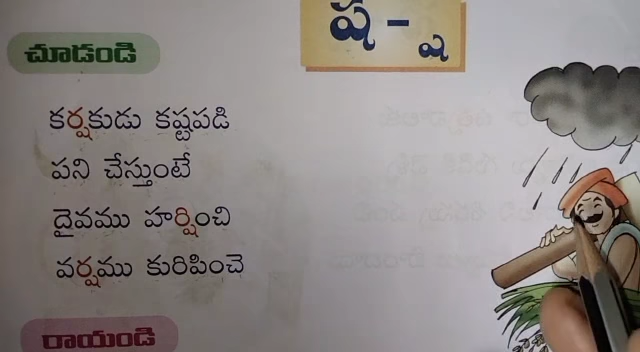 ష - ్ష
చూడండి
కర్షకుడు కష్టపడి
పని చేస్తుంటే
దైవము హర్షించి
వర్షము కురిపించె
రాయండి